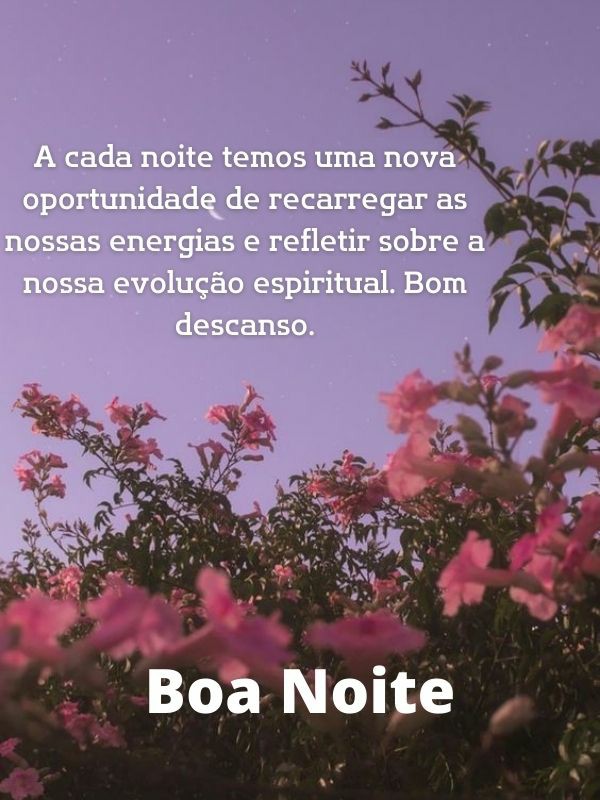 A cada noite temos uma nova
oportunidade de recarregar as
nossas energias e refletir sobre a
nossa evolução espiritual. Bom
descanso.
Boa Noite